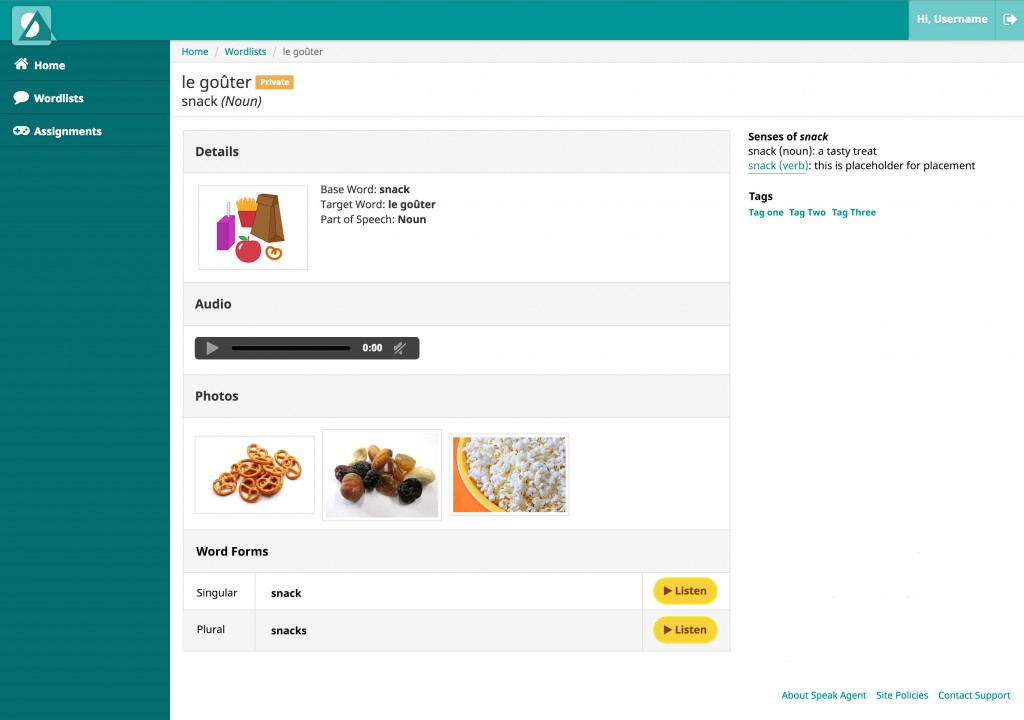 Hi, Username
Home
Wordlists
Assignments
Home / Wordlists / le goûter
le goûter Private
snack (Noun)
Details
Base Word: snack
Target Word: le goûter
Part of Speech: Noun
Audio
0:00
Photos
Word Forms
Singular snack Listen
Plural snacks Listen
Senses of snack
snack (noun): a tasty treat
snack (verb): this is placeholder for placement
Tags
Tag one Tag Two Tag Three
About Speak Agent Site Policies Contact Support